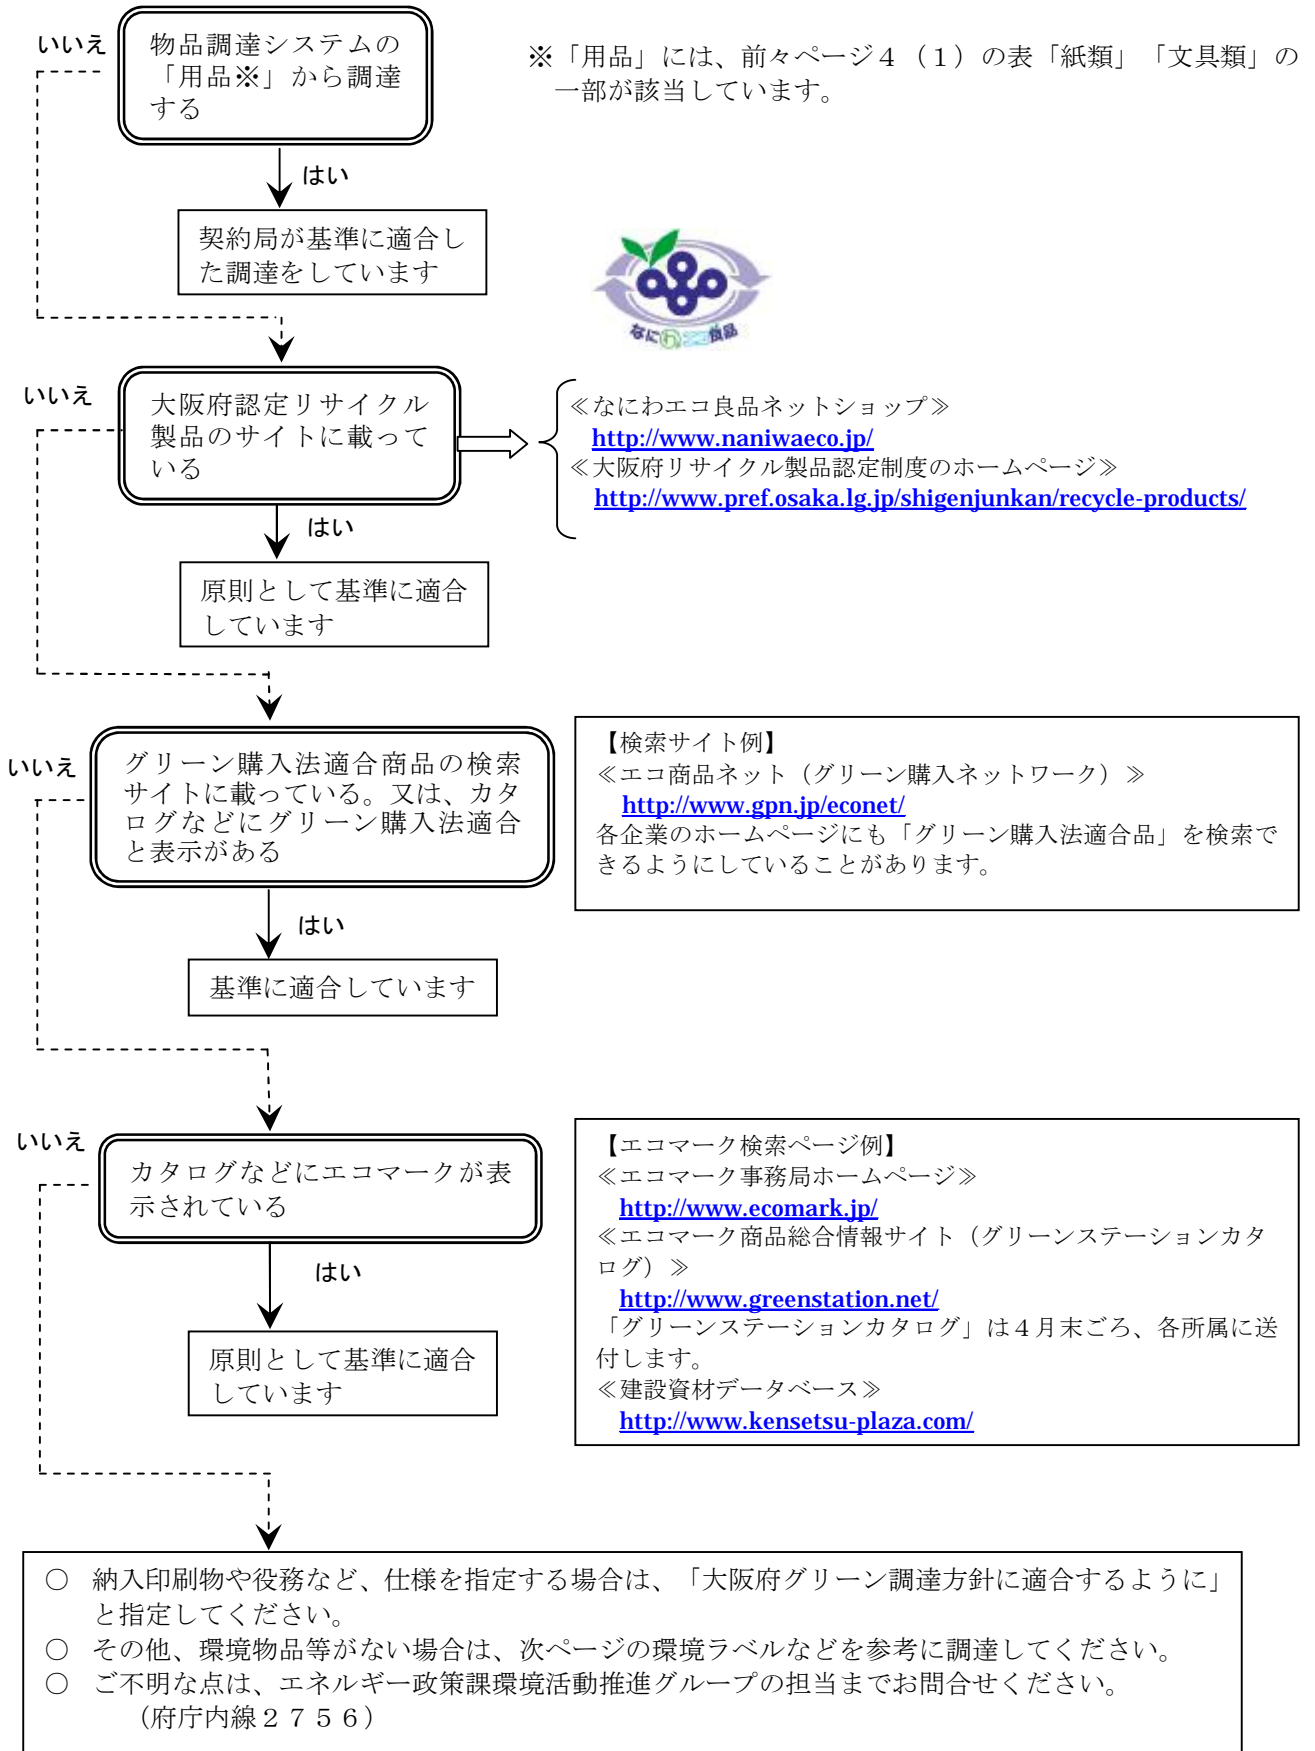 いいえ
物品調達システムの
「用品※」から調達
する
※「用品」には、前々ページ４（１）の表「紙類」「文具類」の
一部が該当しています。
はい
契約局が基準に適合し
た調達をしています
なにわエコ良品
いいえ
大阪府認定リサイクル
製品のサイトに載って
いる
≪なにわエコ良品ネットショップ≫
http://www.naniwaeco.jp/
≪大阪府リサイクル製品認定制度のホームページ≫
http://www.pref.osaka.lg.jp/shigenjunkan/recycle-products/
はい
原則として基準に適合
しています
いいえ
グリーン購入法適合商品の検索
サイトに載っている。又は、カタ
ログなどにグリーン購入法適合
と表示がある
【検索サイト例】
≪エコ商品ネット（グリーン購入ネットワーク）≫
http://www.gpn.jp/econet/
各企業のホームページにも「グリーン購入法適合品」を検索で
きるようにしていることがあります。
はい
基準に適合しています
いいえ
カタログなどにエコマークが表
示されている
【エコマーク検索ページ例】
≪エコマーク事務局ホームページ≫
http://www.ecomark.jp/
≪エコマーク商品総合情報サイト（グリーンステーションカタ
ログ）≫
http://www.greenstation.net/
「グリーンステーションカタログ」は４月末ごろ、各所属に送
付します。
≪建設資材データベース≫
http://www.kensetsu-plaza.com/
はい
原則として基準に適合
しています
○　納入印刷物や役務など、仕様を指定する場合は、「大阪府グリーン調達方針に適合するように」
と指定してください。
○　その他、環境物品等がない場合は、次ページの環境ラベルなどを参考に調達してください。
○　ご不明な点は、エネルギー政策課環境活動推進グループの担当までお問合せください。
（府庁内線２７５６）